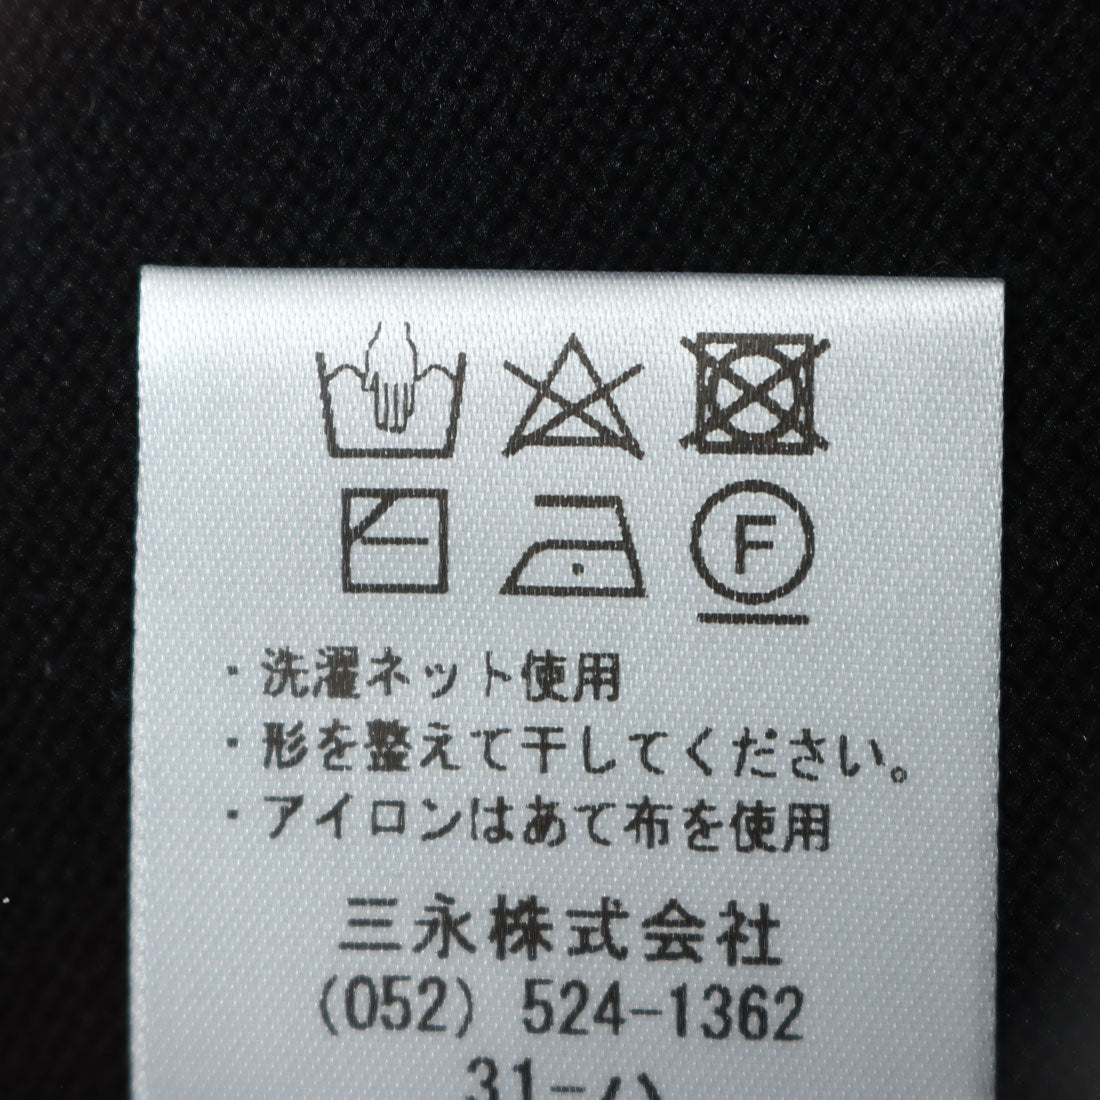 F
・洗濯ネット使用
・形を整えて干してください。
・アイロンはあて布を使用
三永株式会社
(052) 524-1362
31-ハ